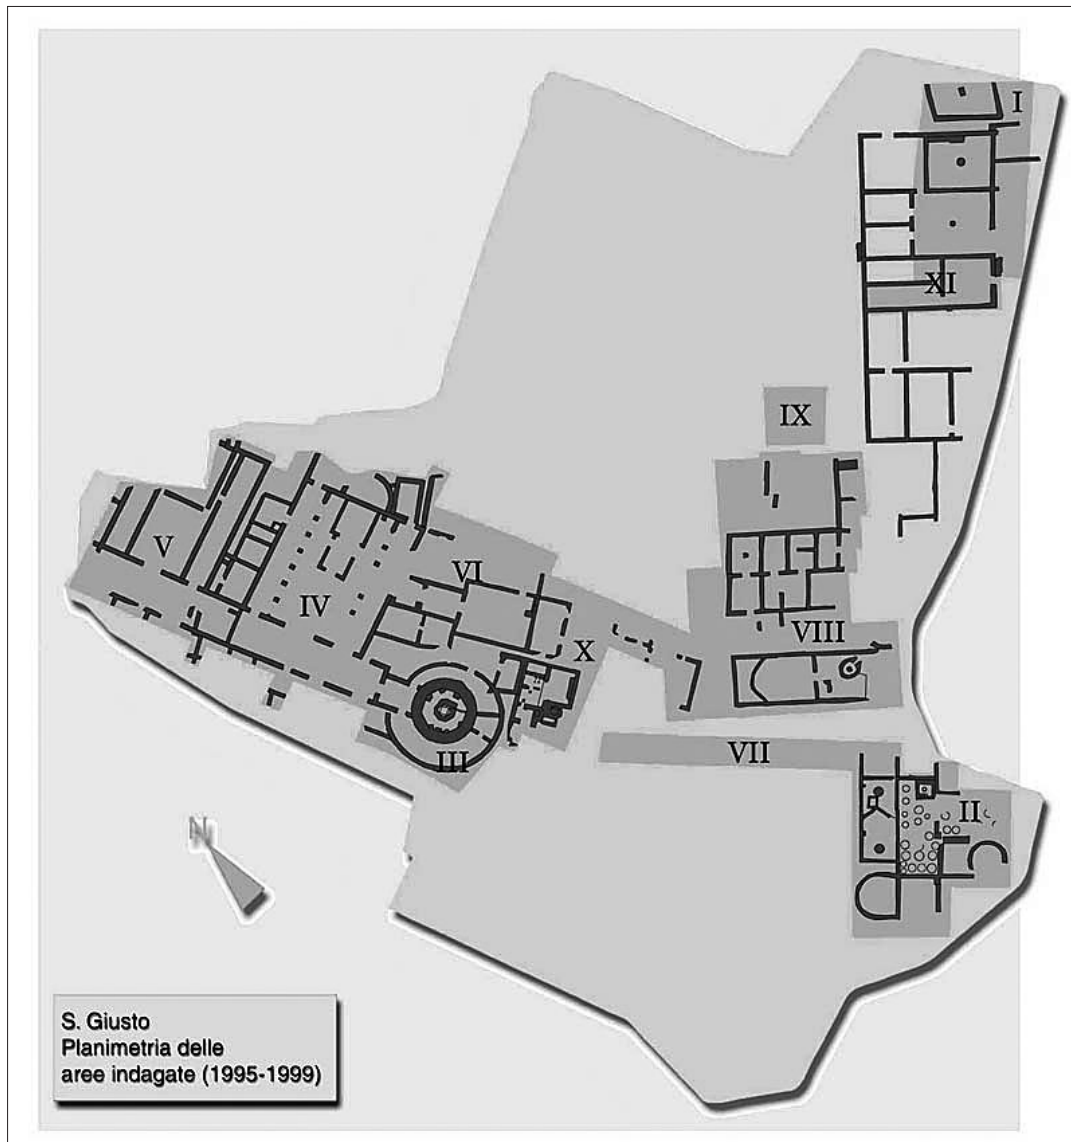 I
XI
IX
V
VI
IV
VIII
X
VII
III
II
N
S. Giusto
Planimetria delle
aree indagate (1995-1999)